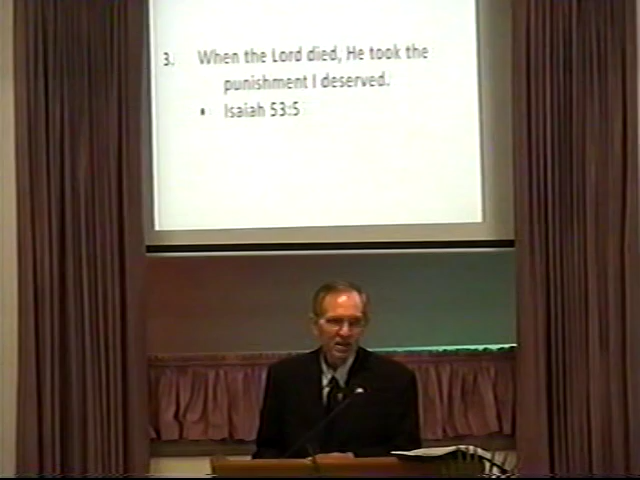 3. When the Lord died, He took the
punishment I deserved.
• Isaiah 53:5